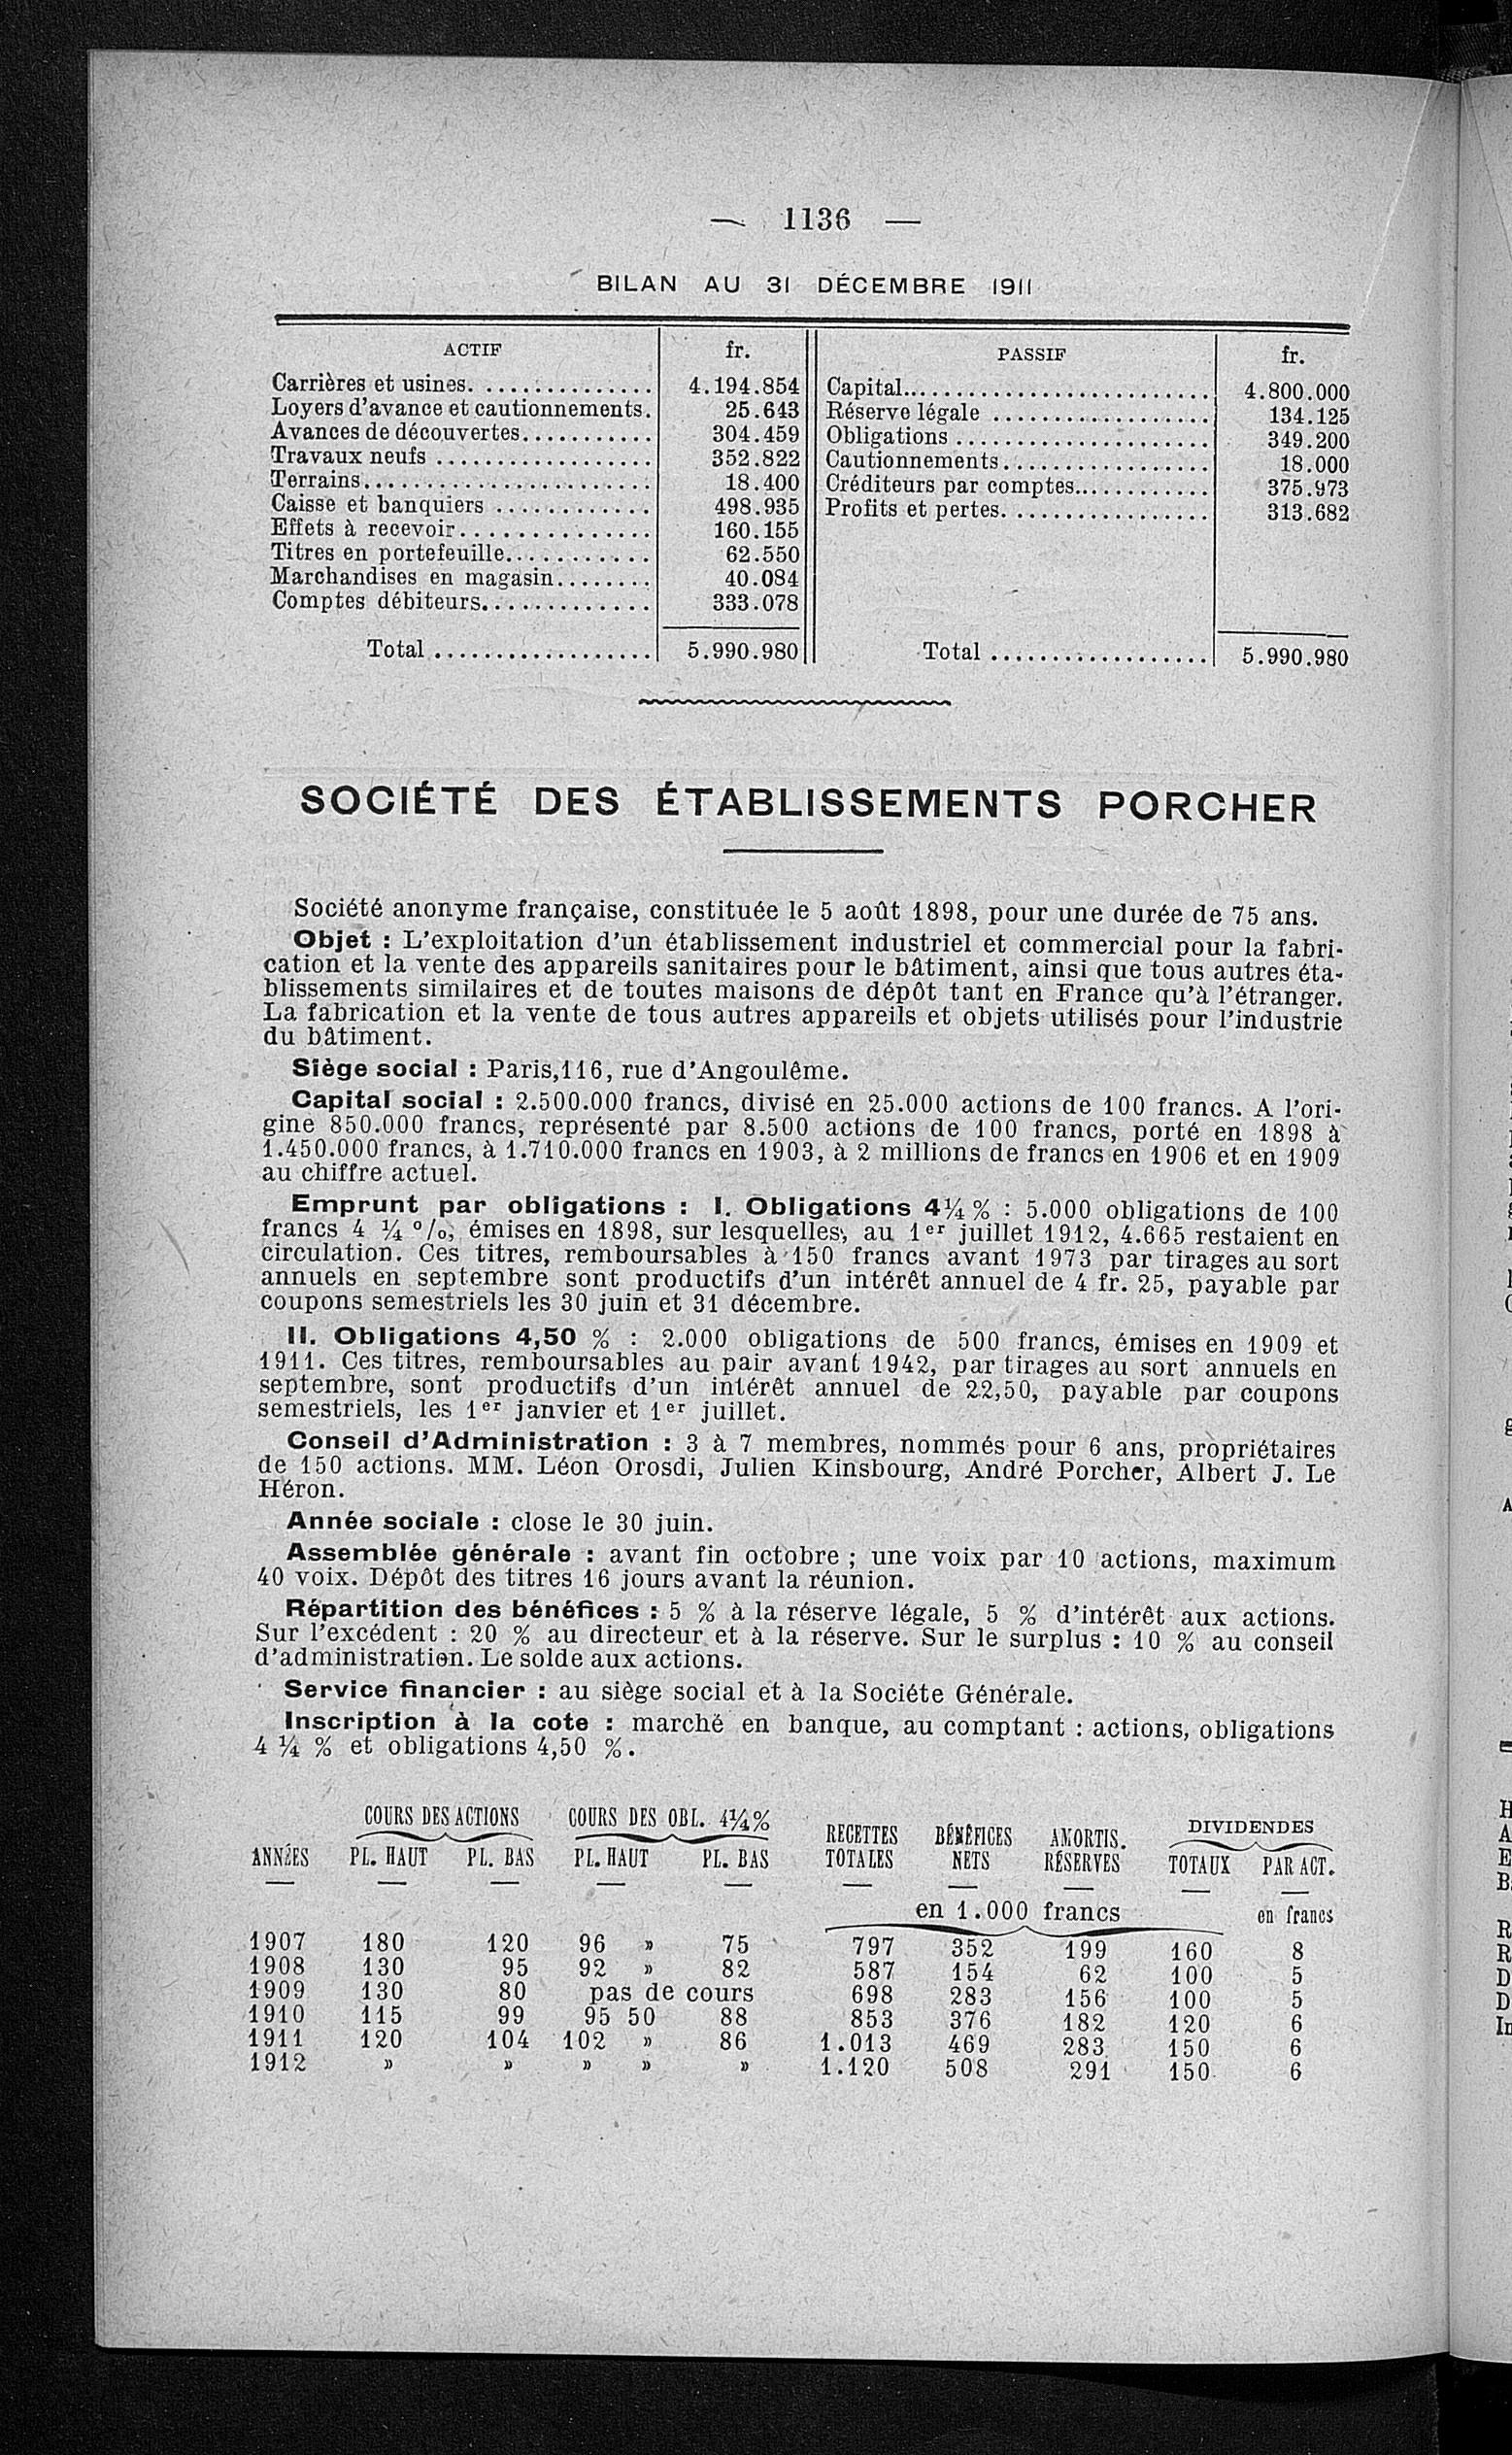 — 1136 —
BILAN AU 31 DÉCEMBRE 1911
ACTIF fr. PASSIF fr.
Carrières et usines. .............. 4.194.854 Capital.......................... 4.800.000
Loyers d'avance et cautionnements. 25.643 Réserve légale .................. 134.125
Avances de découvertes........... 304.459 Obligations ..................... 349.200
Travaux neufs .................. 352.822 Cautionnements................. 18.000
Terrains........................ 18.400 Créditeurs par comptes............ 375.973
Caisse et banquiers ............. 498.935 Profits et pertes. ................ 313.682
Effets à recevoir................ 160.155
Titres en portefeuille............ 62.550
Marchandises en magasin........ 40.084
Comptes débiteurs.............. 333.078
Total .................. 5.990.980 Total .................. 5.990.980
SOCIÉTÉ DES ÉTABLISSEMENTS PORCHER
Société anonyme française, constituée le 5 août 1898, pour une durée de 75 ans.
Objet : L'exploitation d'un établissement industriel et commercial pour la fabri-
cation et la vente des appareils sanitaires pour le bâtiment, ainsi que tous autres éta-
blissements similaires et de toutes maisons de dépôt tant en France qu'à l'étranger.
La fabrication et la vente de tous autres appareils et objets utilisés pour l'industrie
du bâtiment.
Siège social : Paris,116, rue d'Angoulême.
Capital social : 2.500.000 francs, divisé en 25.000 actions de 100 francs. A l'ori-
gine 850.000 francs, représenté par 8.500 actions de 100 francs, porté en 1898 à
1.450.000 francs, à 1.710.000 francs en 1903, à 2 millions de francs en 1906 et en 1909
au chiffre actuel.
Emprunt par obligations : I. Obligations 4¼ % : 5.000 obligations de 100
francs 4 ¼ %, émises en 1898, sur lesquelles, au 1er juillet 1912, 4.665 restaient en
circulation. Ces titres, remboursables à 150 francs avant 1973 par tirages au sort
annuels en septembre sont productifs d'un intérêt annuel de 4 fr. 25, payable par
coupons semestriels les 30 juin et 31 décembre.
II. Obligations 4,50 % : 2.000 obligations de 500 francs, émises en 1909 et
1911. Ces titres, remboursables au pair avant 1942, par tirages au sort annuels en
septembre, sont productifs d'un intérêt annuel de 22,50, payable par coupons
semestriels, les 1er janvier et 1er juillet.
Conseil d'Administration : 3 à 7 membres, nommés pour 6 ans, propriétaires
de 150 actions. MM. Léon Orosdi, Julien Kinsbourg, André Porcher, Albert J. Le
Héron.
Année sociale : close le 30 juin.
Assemblée générale : avant fin octobre ; une voix par 10 actions, maximum
40 voix. Dépôt des titres 16 jours avant la réunion.
Répartition des bénéfices : 5 % à la réserve légale, 5 % d'intérêt aux actions.
Sur l'excédent : 20 % au directeur et à la réserve. Sur le surplus : 10 % au conseil
d'administration. Le solde aux actions.
Service financier : au siège social et à la Sociéte Générale.
Inscription à la cote : marché en banque, au comptant : actions, obligations
4 ¼ % et obligations 4,50 %.
COURS DES ACTIONS COURS DES OBL. 4¼% DIVIDENDES
ANNÉES PL. HAUT PL. BAS PL. HAUT PL. BAS RECETTES TOTALES BÉNÉFICES NETS AMORTIS. RÉSERVES TOTAUX PAR ACT.
en 1.000 francs en francs
1907 180 120 96 » 75 797 352 199 160 8
1908 130 95 92 » 82 587 154 62 100 5
1909 130 80 pas de cours 698 283 156 100 5
1910 115 99 95 50 88 853 376 182 120 6
1911 120 104 102 » 86 1.013 469 283 150 6
1912 » » » » » 1.120 508 291 150 6